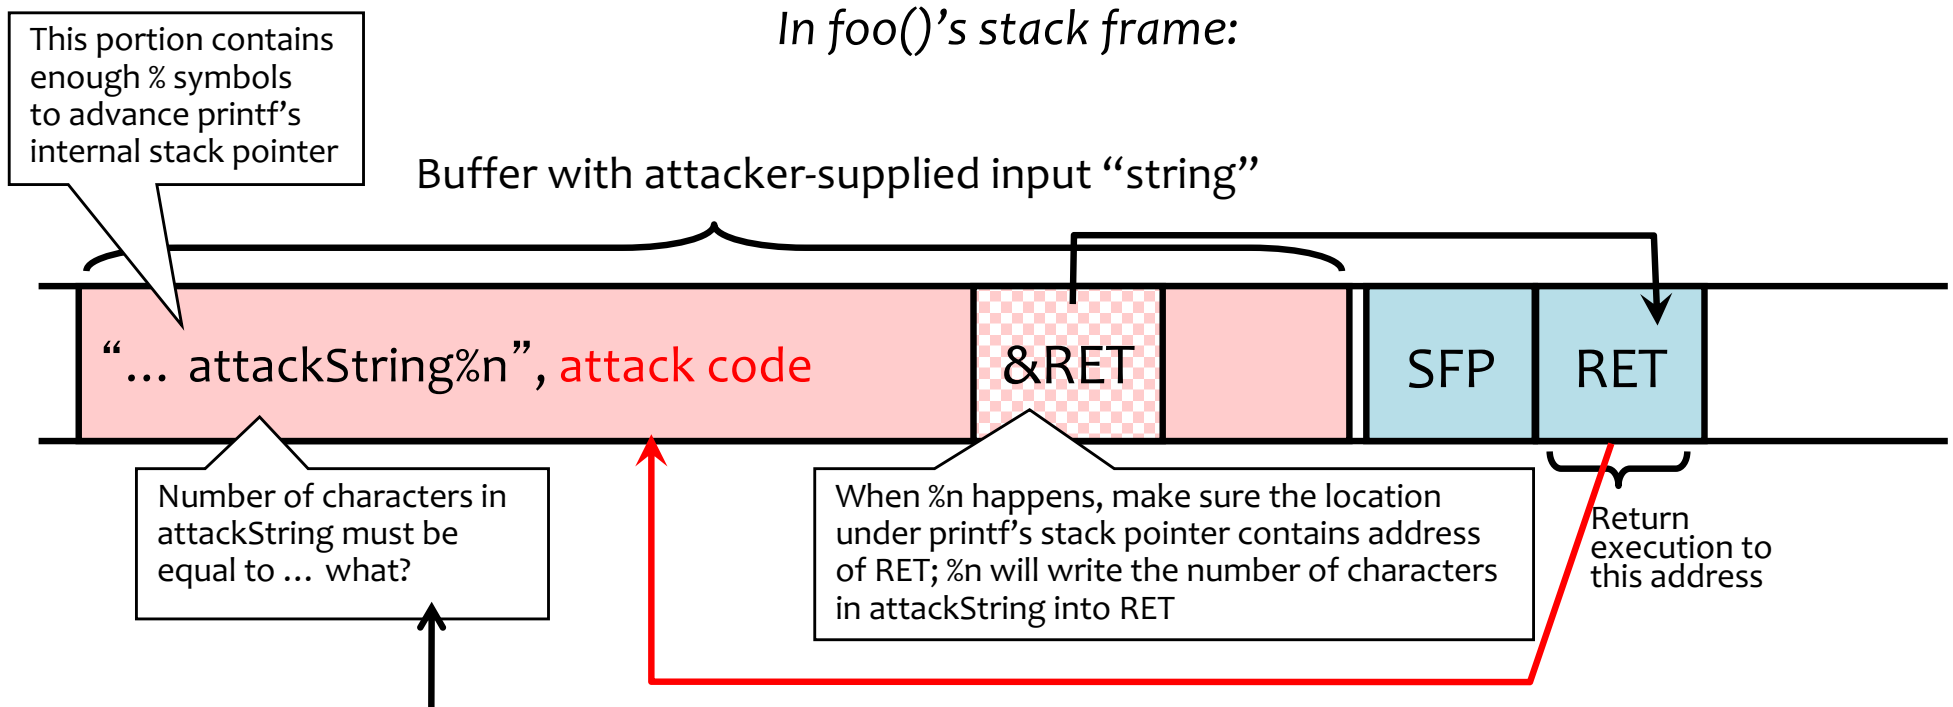 In foo()’s stack frame:
This portion contains
enough % symbols
to advance printf’s
internal stack pointer
Buffer with attacker-supplied input “string”
“... attackString%n”, attack code
&RET
SFP
RET
Number of characters in
attackString must be
equal to ... what?
When %n happens, make sure the location
under printf’s stack pointer contains address
of RET; %n will write the number of characters
in attackString into RET
Return
execution to
this address